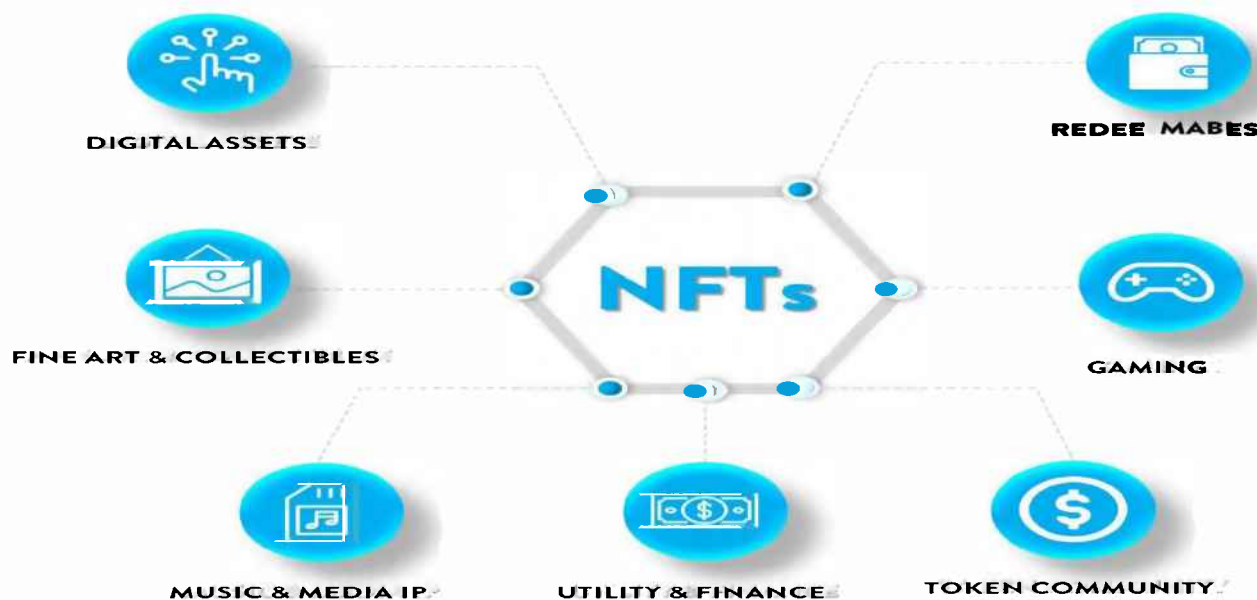 DIGITAL ASSETS
REDEE MABES
NFTs
FINE ART & COLLECTIBLES
GAMING
MUSIC & MEDIA IP
UTILITY & FINANCE
TOKEN COMMUNITY